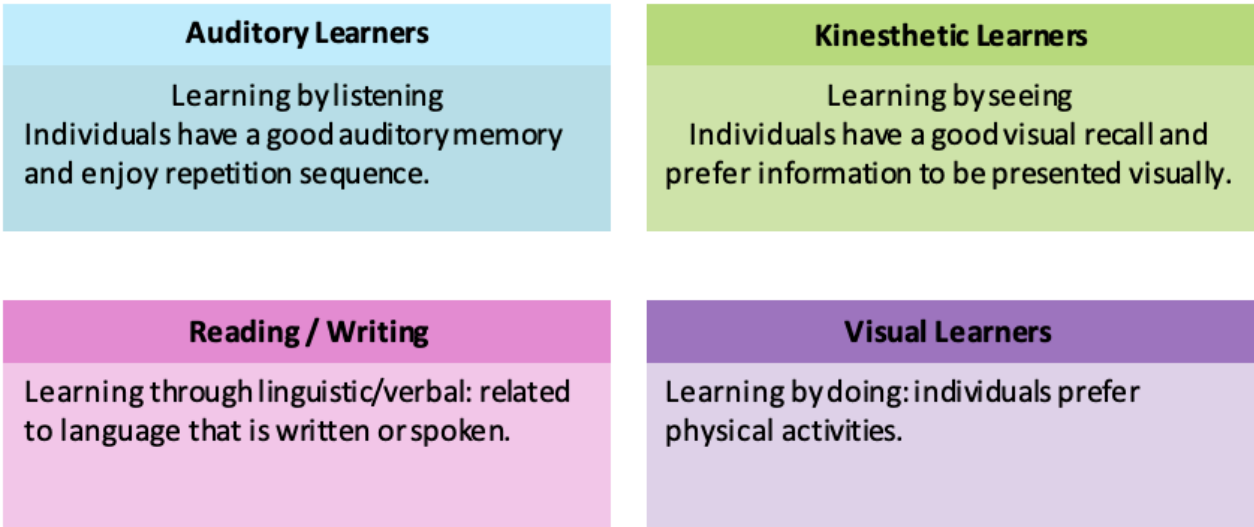 Auditory Learners
Learning by listening
Individuals have a good auditory memory
and enjoy repetition sequence.
Kinesthetic Learners
Learning by seeing
Individuals have a good visual recall and
prefer information to be presented visually.
Reading / Writing
Learning through linguistic/verbal: related
to language that is written or spoken.
Visual Learners
Learning by doing: individuals prefer
physical activities.